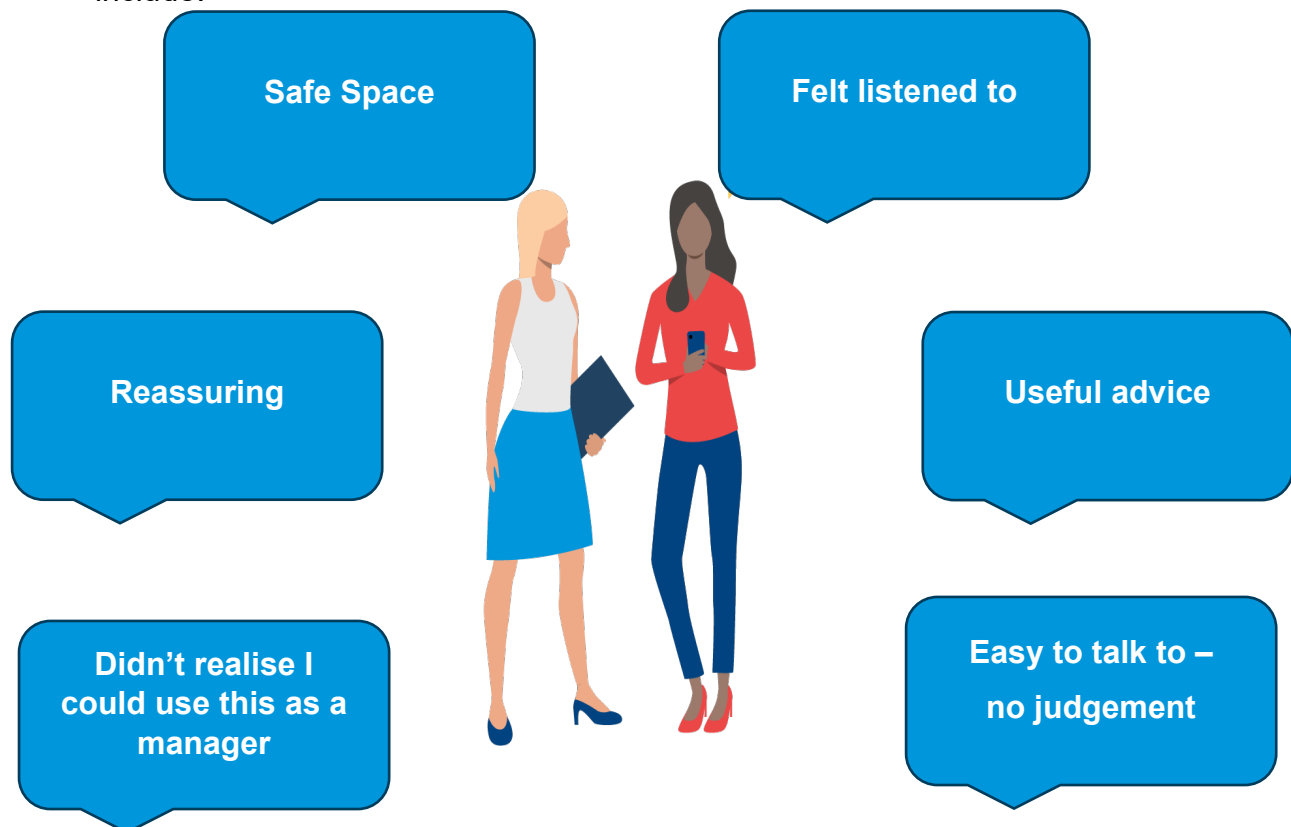 include:
Safe Space
Felt listened to
Reassuring
Useful advice
Didn’t realise I
could use this as a
manager
Easy to talk to –
no judgement